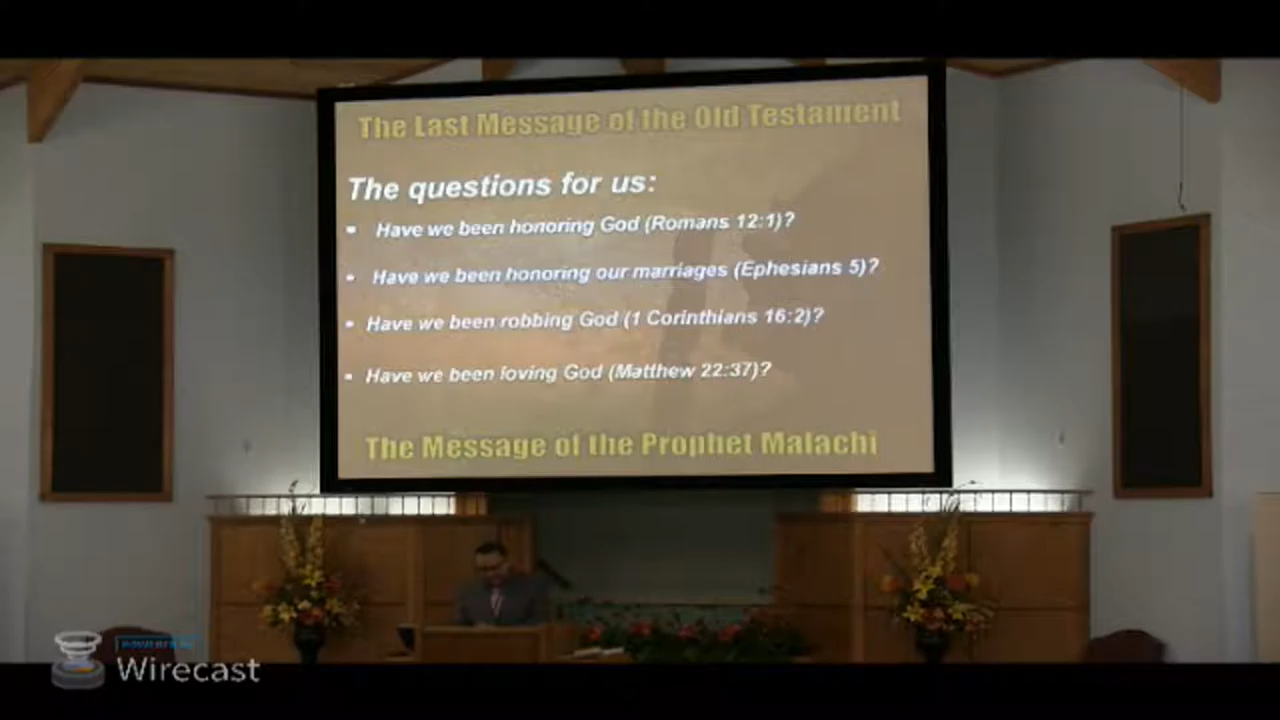 The Last Message of the Old Testament
The questions for us:
▪ Have we been honoring God (Romans 12:1)?
• Have we been honoring our marriages (Ephesians 5)?
• Have we been robbing God (1 Corinthians 16:2)?
• Have we been loving God (Matthew 22:37)?
The Message of the Prophet Malachi
POWERED BY
Wirecast